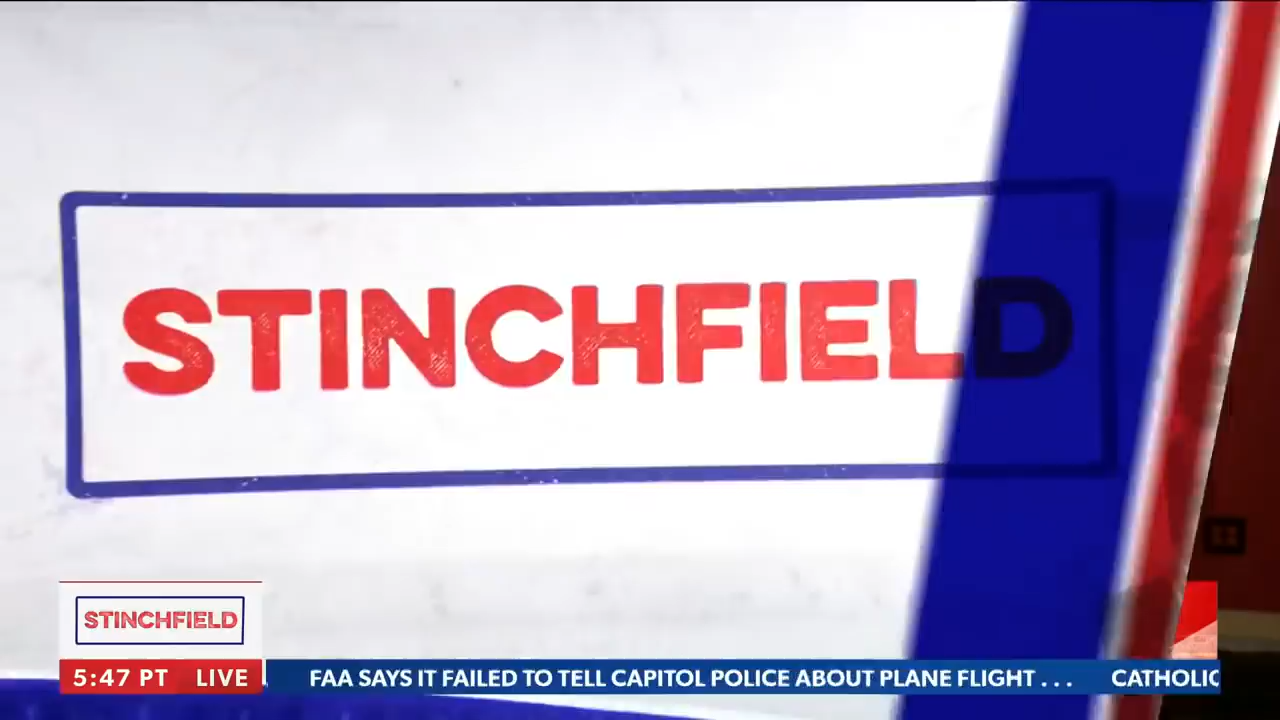 STINCHFIELD
STINCHFIELD
5:47 PT LIVE
FAA SAYS IT FAILED TO TELL CAPITOL POLICE ABOUT PLANE FLIGHT . . . CATHOLIC